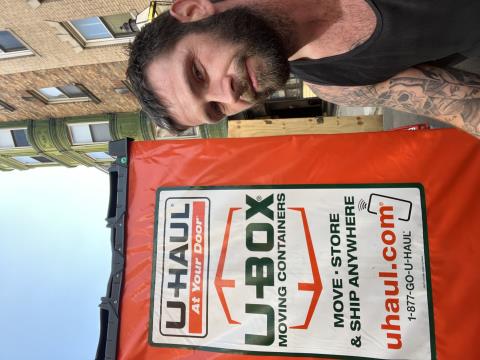 U-HAUL
At Your Door
U-BOX®
MOVING CONTAINERS
MOVE • STORE
& SHIP ANYWHERE
uhaul.com®
1-877-GO-U-HAUL